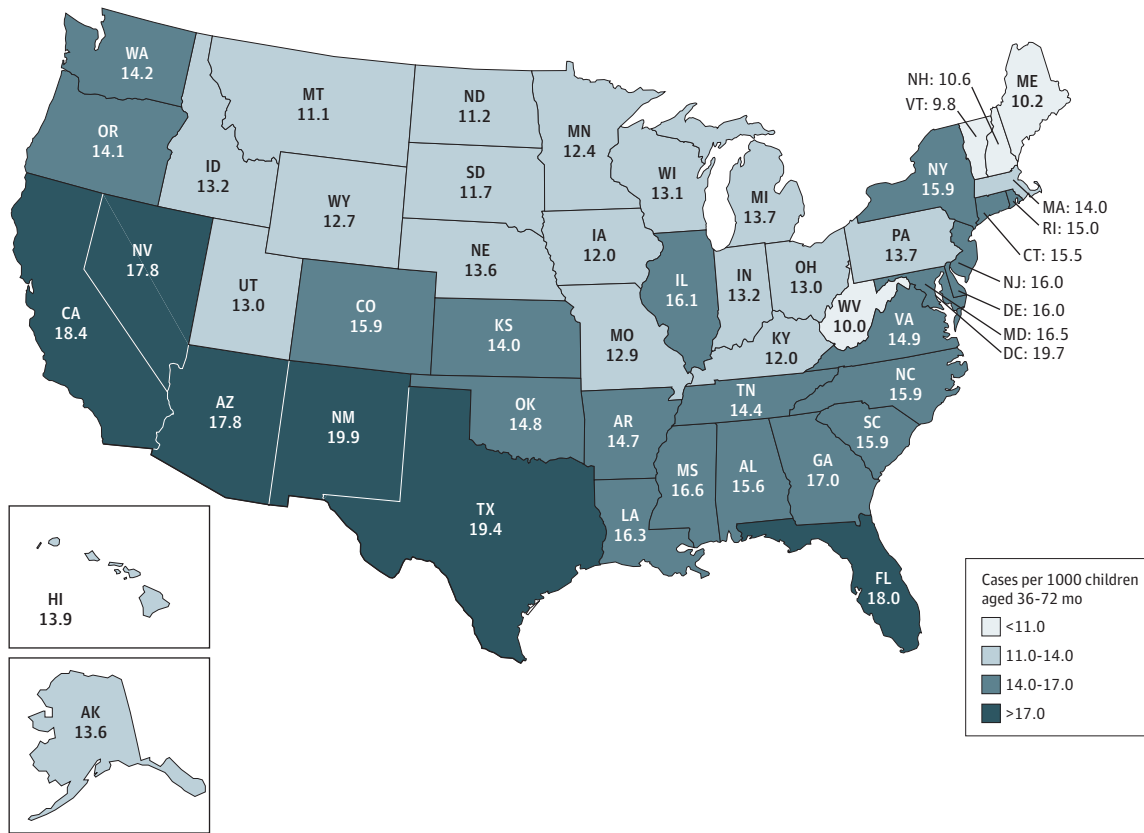 WA
14.2
OR
14.1
CA
18.4
NV
17.8
ID
13.2
MT
11.1
WY
12.7
UT
13.0
AZ
17.8
CO
15.9
NM
19.9
ND
11.2
SD
11.7
NE
13.6
KS
14.0
OK
14.8
TX
19.4
MN
12.4
IA
12.0
MO
12.9
AR
14.7
LA
16.3
WI
13.1
IL
16.1
MI
13.7
IN
13.2
OH
13.0
KY
12.0
TN
14.4
MS
16.6
AL
15.6
GA
17.0
FL
18.0
SC
15.9
NC
15.9
VA
14.9
WV
10.0
PA
13.7
NY
15.9
ME
10.2
NH: 10.6
VT: 9.8
MA: 14.0
RI: 15.0
CT: 15.5
NJ: 16.0
DE: 16.0
MD: 16.5
DC: 19.7
HI
13.9
AK
13.6
Cases per 1000 children
aged 36-72 mo
<11.0
11.0-14.0
14.0-17.0
>17.0